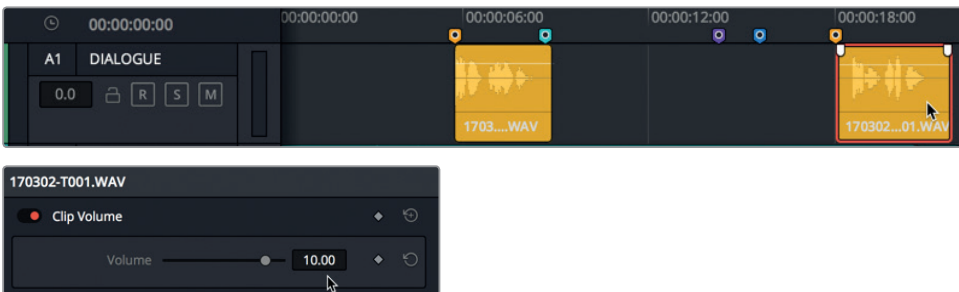 00:00:00:00 00:00:00:00 00:00:06:00 00:00:12:00 00:00:18:00
A1 DIALOGUE
0.0 R S M
1703....WAV 170302...01.WAV
170302-T001.WAV
Clip Volume
Volume 10.00